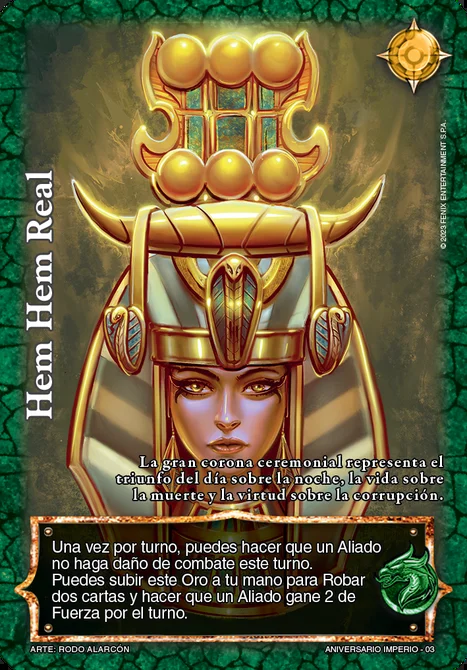 Hem Hem Real
© 2023 FENIX ENTERTAINMENT S.P.A.
La gran corona ceremonial representa el
triunfo del día sobre la noche, la vida sobre
la muerte y la virtud sobre la corrupción.
Una vez por turno, puedes hacer que un Aliado
no haga daño de combate este turno.
Puedes subir este Oro a tu mano para Robar
dos cartas y hacer que un Aliado gane 2 de
Fuerza por el turno.
ARTE: RODO ALARCÓN
ANIVERSARIO IMPERIO - 03